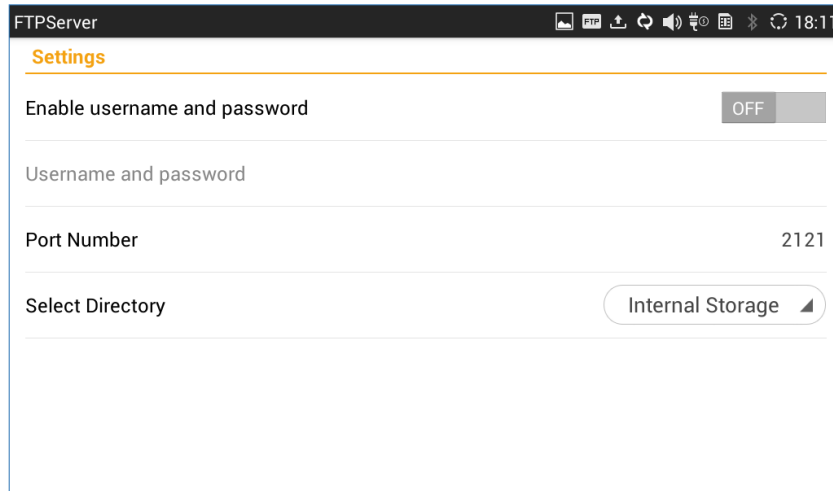 FTPServer FTP 18:11
Settings
Enable username and password OFF
Username and password
Port Number 2121
Select Directory Internal Storage